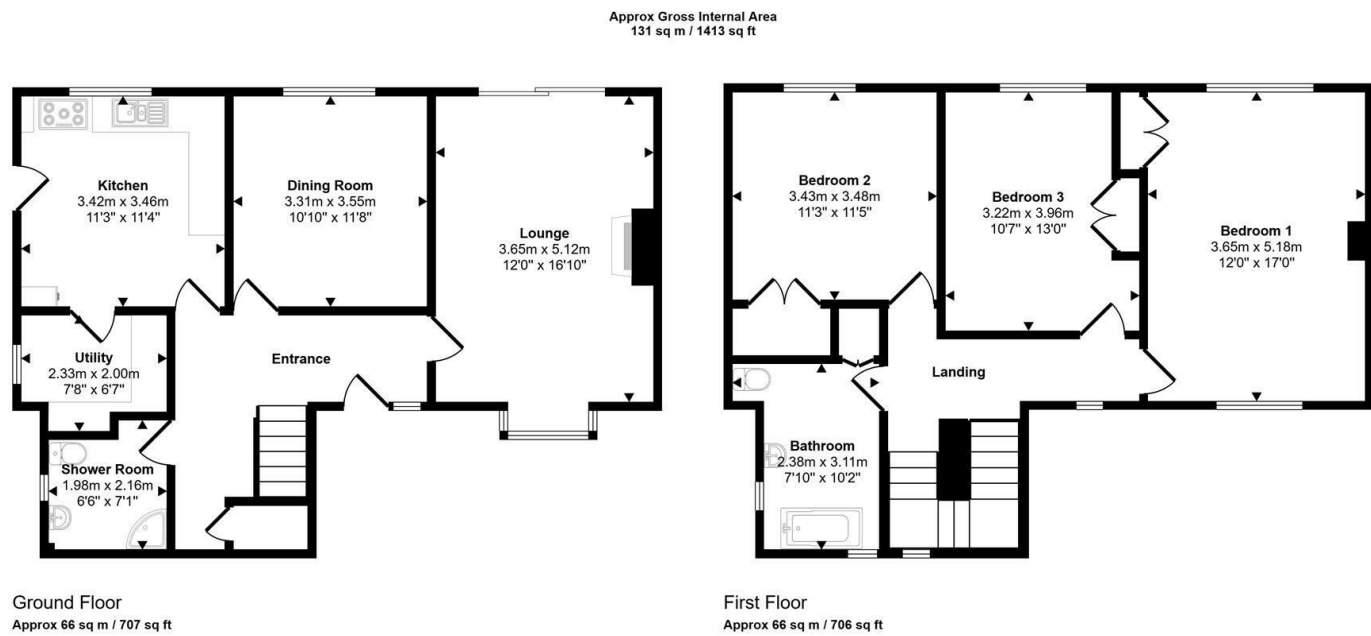 Approx Gross Internal Area
131 sq m / 1413 sq ft
Kitchen
3.42m x 3.46m
11'3" x 11'4"
Dining Room
3.31m x 3.55m
10'10" x 11'8"
Lounge
3.65m x 5.12m
12'0" x 16'10"
Utility
2.33m x 2.00m
7'8" x 6'7"
Entrance
Shower Room
1.98m x 2.16m
6'6" x 7'1"
Ground Floor
Approx 66 sq m / 707 sq ft
Bedroom 2
3.43m x 3.48m
11'3" x 11'5"
Bedroom 3
3.22m x 3.96m
10'7" x 13'0"
Bedroom 1
3.65m x 5.18m
12'0" x 17'0"
Landing
Bathroom
2.38m x 3.11m
7'10" x 10'2"
First Floor
Approx 66 sq m / 706 sq ft